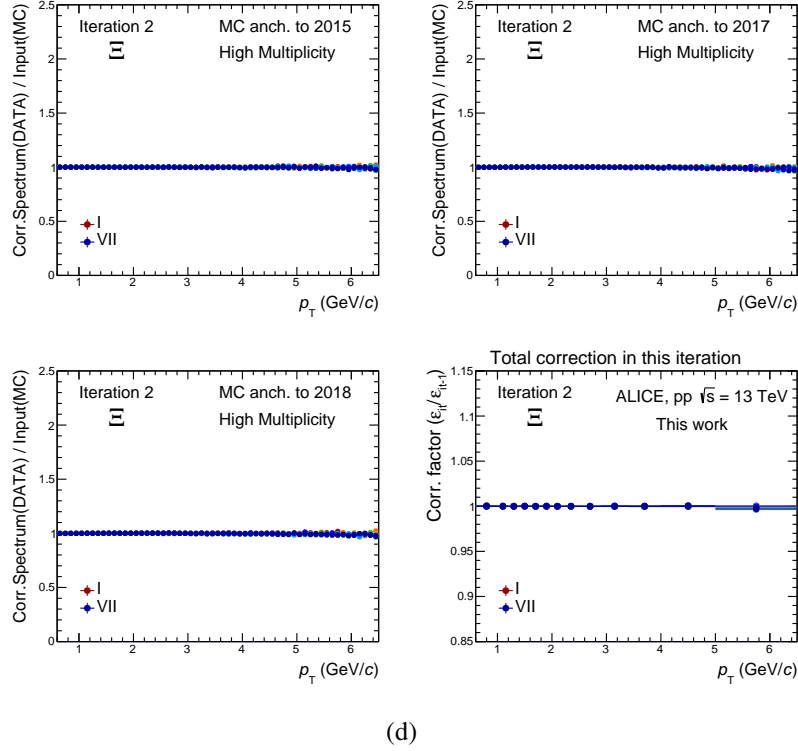 Corr.Spectrum(DATA) / Input(MC)
2.5
2
1.5
1
0.5
0
Iteration 2
MC anch. to 2015
Ξ
High Multiplicity
I
VII
1 2 3 4 5 6
p_T (GeV/c)
Corr.Spectrum(DATA) / Input(MC)
2.5
2
1.5
1
0.5
0
Iteration 2
MC anch. to 2017
Ξ
High Multiplicity
I
VII
1 2 3 4 5 6
p_T (GeV/c)
Corr.Spectrum(DATA) / Input(MC)
2.5
2
1.5
1
0.5
0
Iteration 2
MC anch. to 2018
Ξ
High Multiplicity
I
VII
1 2 3 4 5 6
p_T (GeV/c)
Total correction in this iteration
Corr. factor (ε_it/ε_it-1)
1.15
1.1
1.05
1
0.95
0.9
0.85
Iteration 2
ALICE, pp √s = 13 TeV
Ξ
This work
I
VII
1 2 3 4 5 6
p_T (GeV/c)
(d)